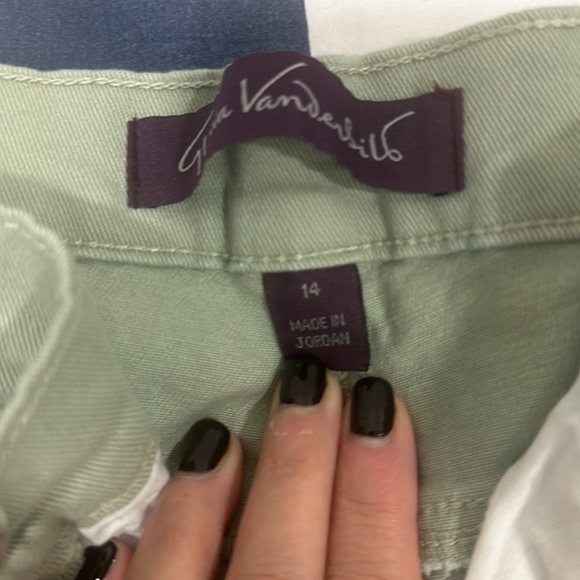 Gloria Vanderbilt
14
MADE IN
JORDAN